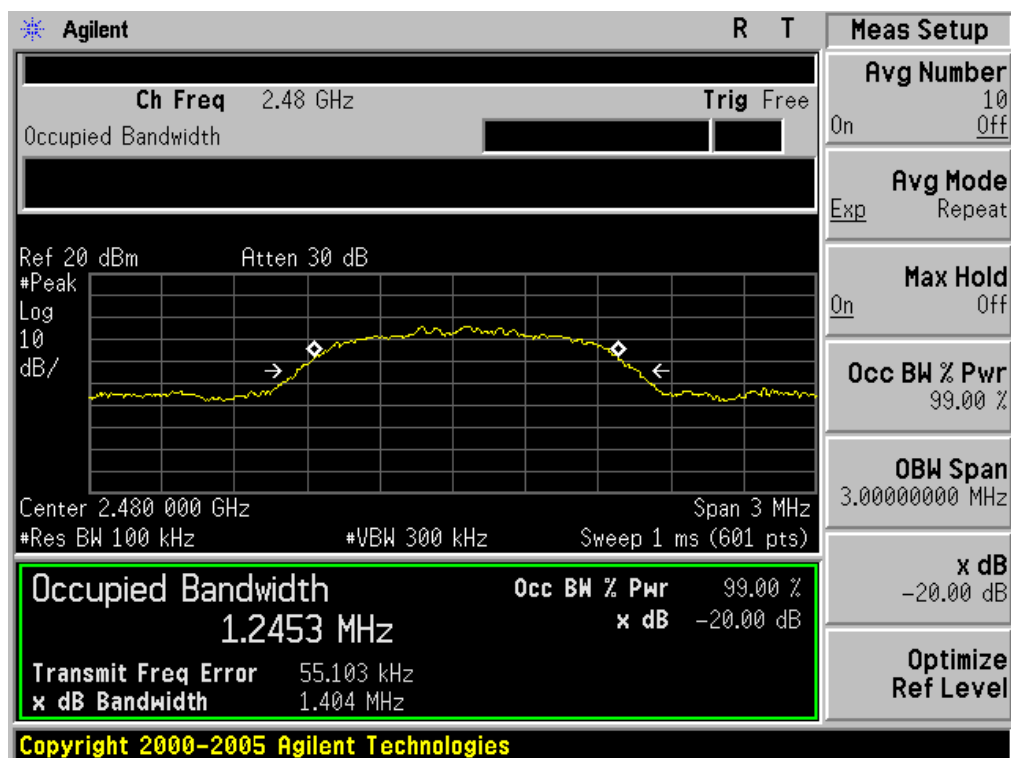 Agilent R T
Meas Setup
Ch Freq 2.48 GHz Trig Free
Occupied Bandwidth
Ref 20 dBm Atten 30 dB
#Peak
Log
10
dB/
Center 2.480 000 GHz Span 3 MHz
#Res BW 100 kHz #VBW 300 kHz Sweep 1 ms (601 pts)
Occupied Bandwidth Occ BW % Pwr 99.00 %
1.2453 MHz x dB -20.00 dB
Transmit Freq Error 55.103 kHz
x dB Bandwidth 1.404 MHz
Avg Number
10
On Off
Avg Mode
Exp Repeat
Max Hold
On Off
Occ BW % Pwr
99.00 %
OBW Span
3.00000000 MHz
x dB
-20.00 dB
Optimize
Ref Level
Copyright 2000-2005 Agilent Technologies